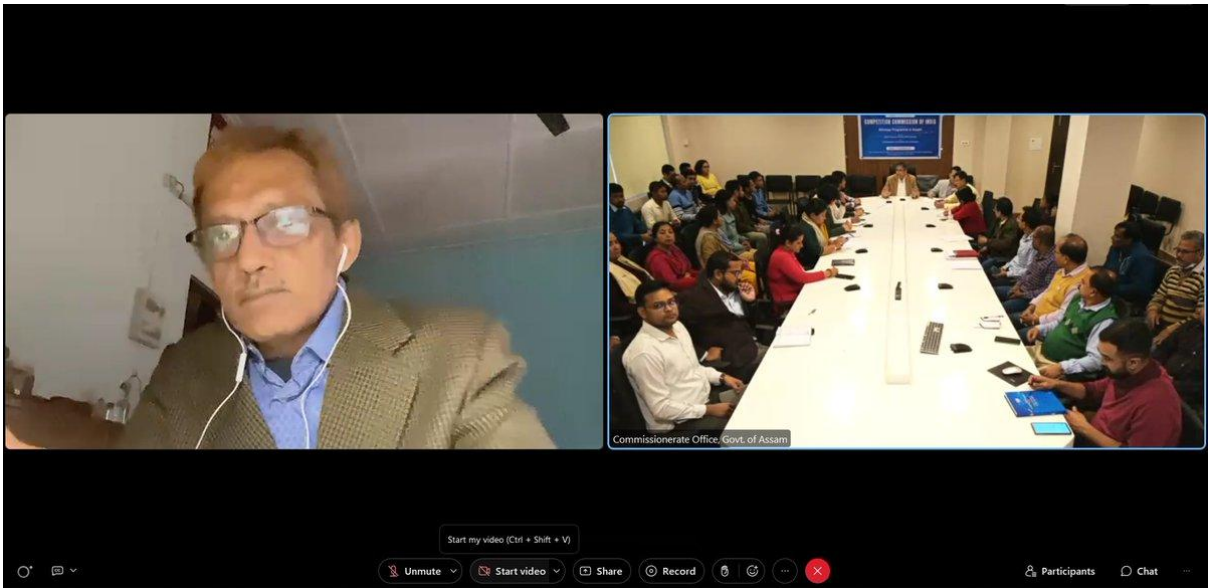 COMPETITION COMMISSION OF INDIA
Commissionerate Office, Govt. of Assam
Start my video (Ctrl + Shift + V)
Unmute
Start video
Share
Record
Participants
Chat